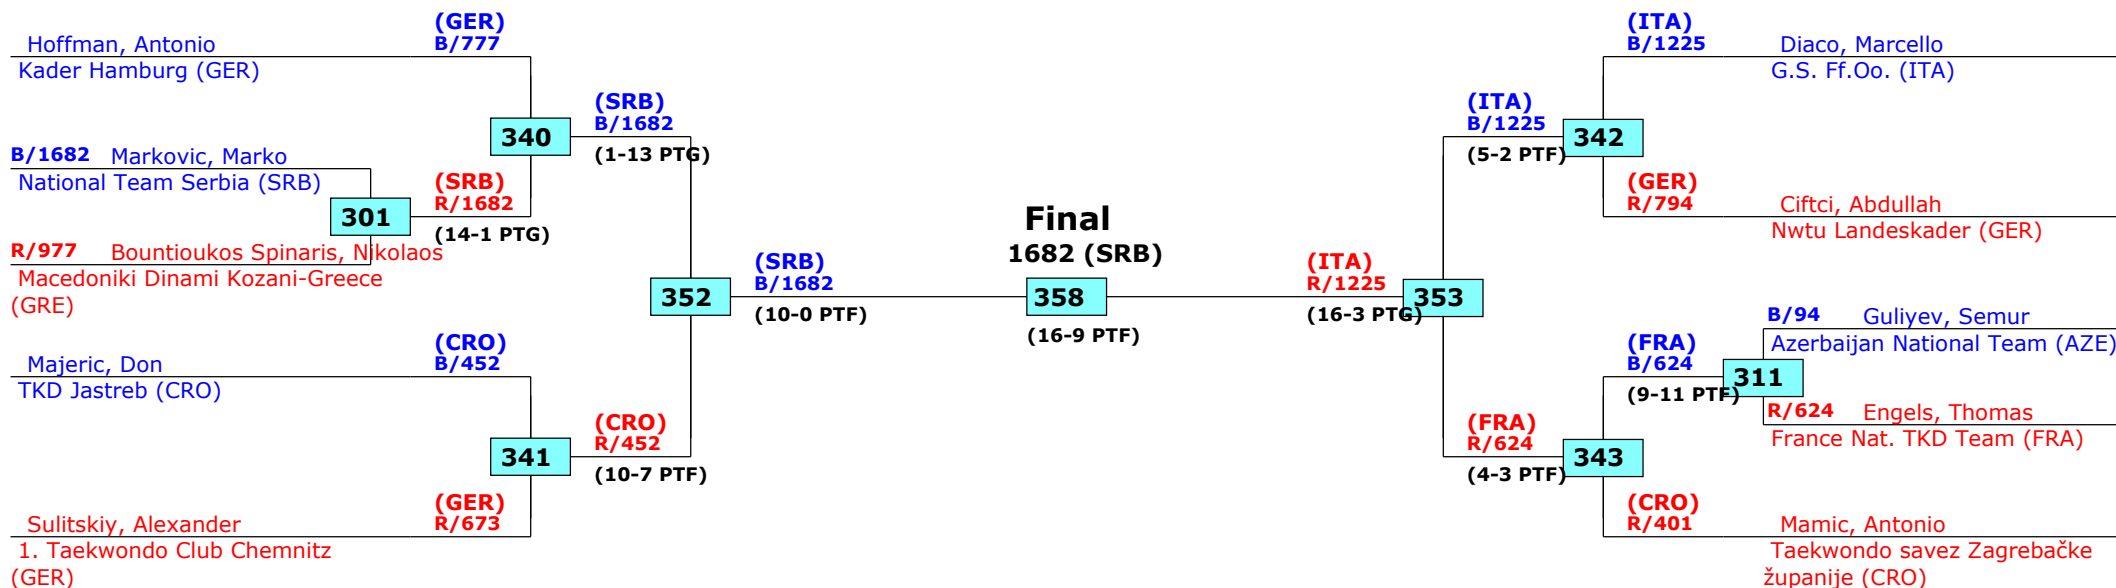 (GER)
B/777
Hoffman, Antonio
Kader Hamburg (GER)
340
(SRB)
B/1682
(1-13 PTG)
B/1682 Markovic, Marko
National Team Serbia (SRB)
301
(SRB)
R/1682
(14-1 PTG)
R/977 Bountioukos Spinaris, Nikolaos
Macedoniki Dinami Kozani-Greece
(GRE)
352
(SRB)
B/1682
(10-0 PTF)
(CRO)
B/452
Majeric, Don
TKD Jastreb (CRO)
341
(CRO)
R/452
(10-7 PTF)
(GER)
R/673
Sulitskiy, Alexander
1. Taekwondo Club Chemnitz
(GER)
Final
1682 (SRB)
358
(16-9 PTF)
(ITA)
R/1225
(16-3 PTG)
353
(ITA)
B/1225
(5-2 PTF)
342
(ITA)
B/1225
Diaco, Marcello
G.S. Ff.Oo. (ITA)
(GER)
R/794
Ciftci, Abdullah
Nwtu Landeskader (GER)
B/94 Guliyev, Semur
Azerbaijan National Team (AZE)
(FRA)
B/624
(9-11 PTF)
311
R/624 Engels, Thomas
France Nat. TKD Team (FRA)
(FRA)
R/624
(4-3 PTF)
343
(CRO)
R/401
Mamic, Antonio
Taekwondo savez Zagrebačke
županije (CRO)